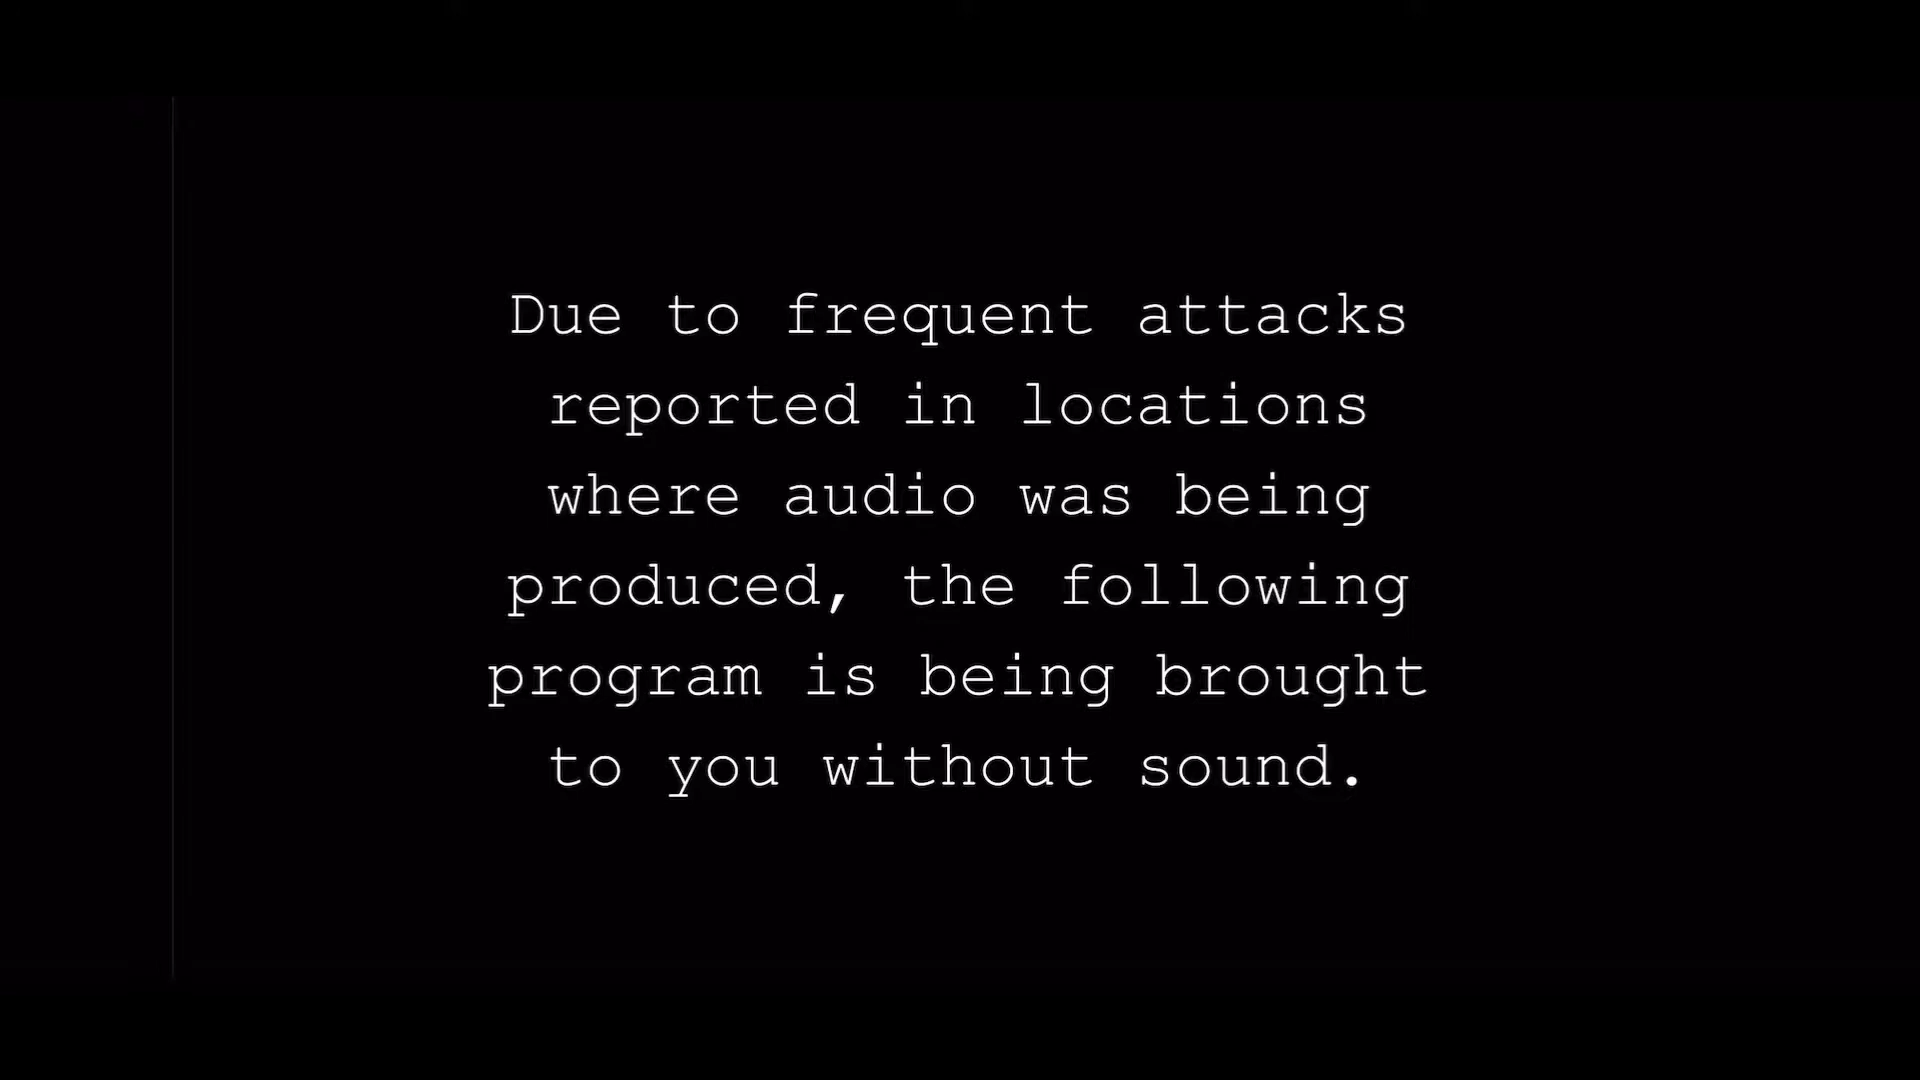 Due to frequent attacks
reported in locations
where audio was being
produced, the following
program is being brought
to you without sound.